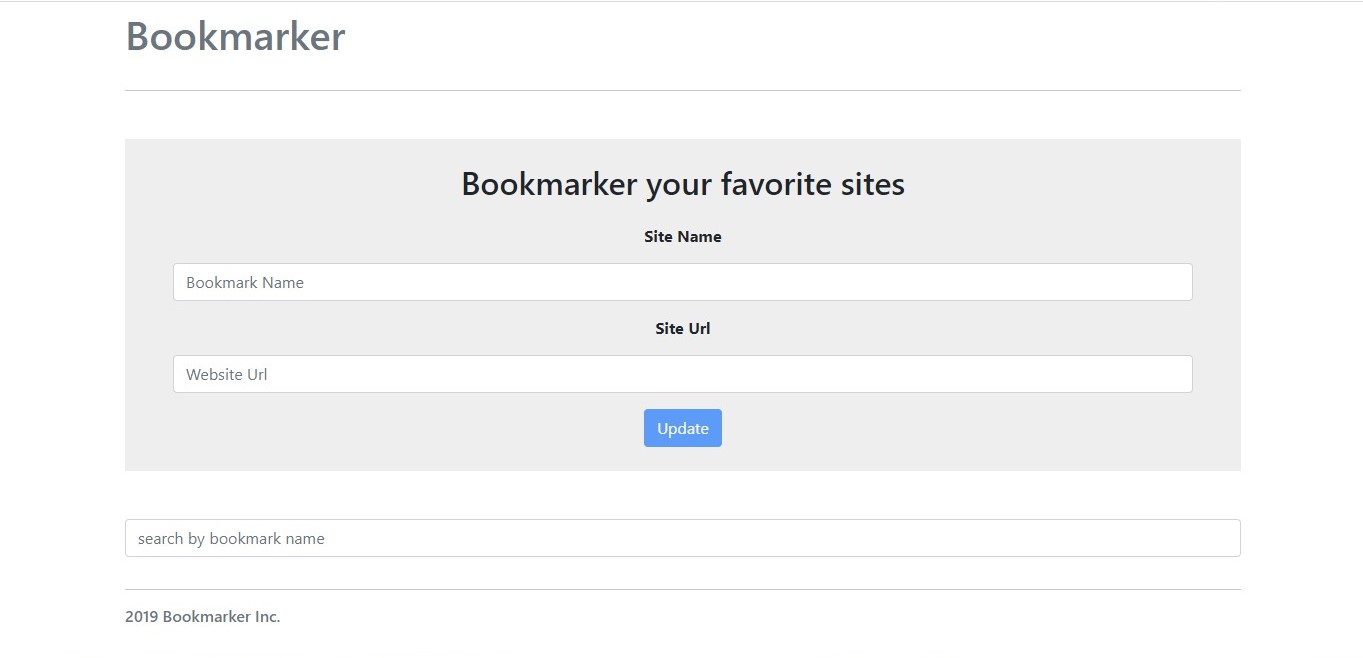 Bookmarker
Bookmarker your favorite sites
Site Name
Bookmark Name
Site Url
Website Url
Update
search by bookmark name
2019 Bookmarker Inc.